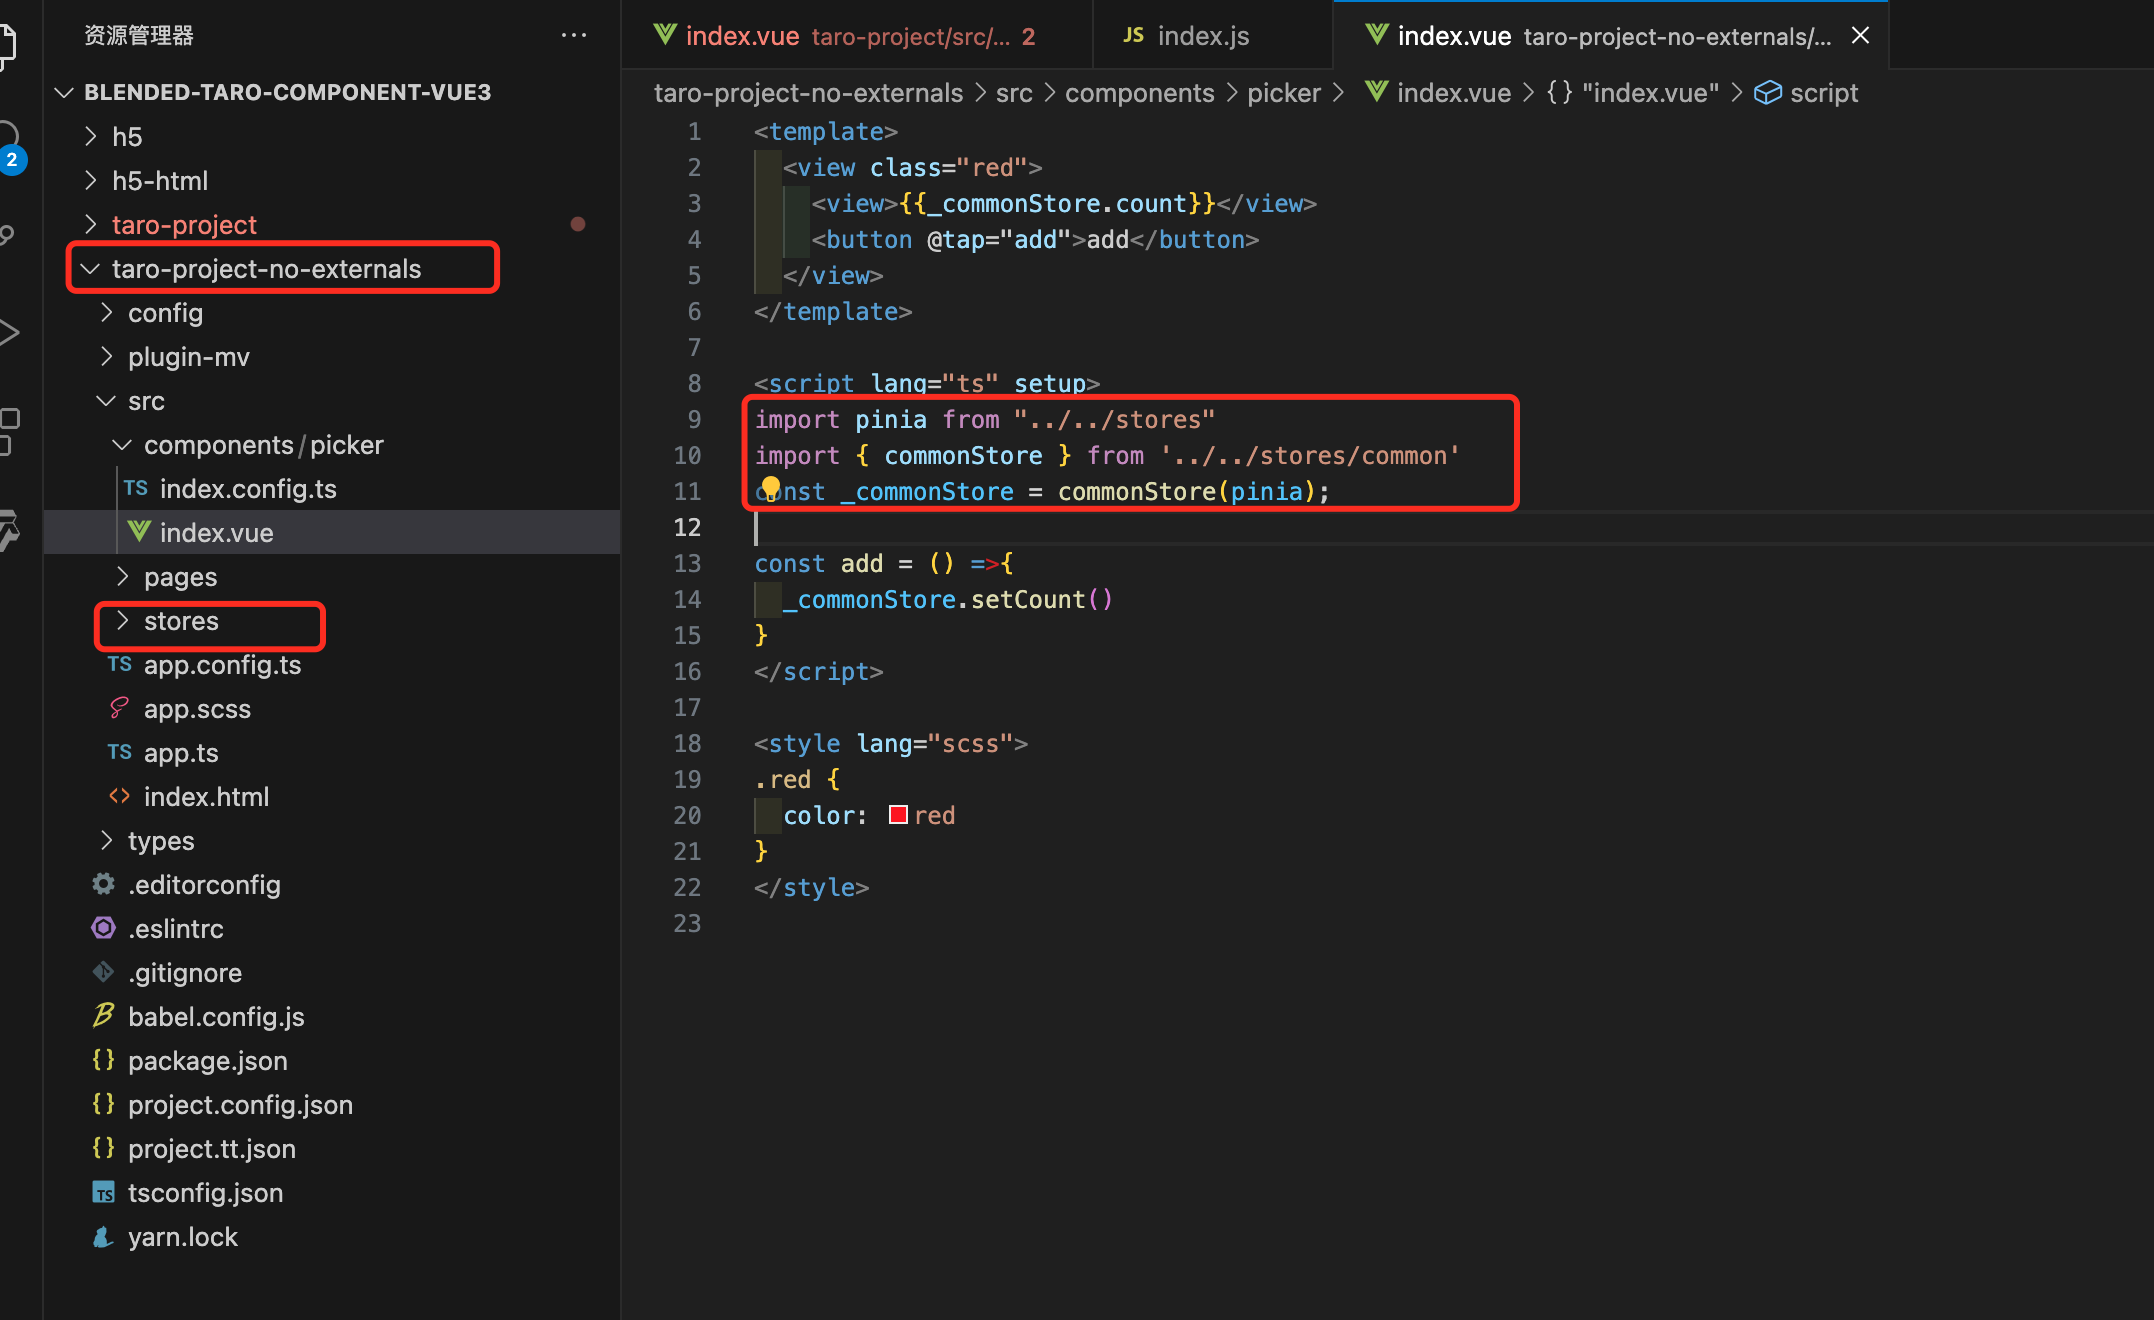 资源管理器
BLENDED-TARO-COMPONENT-VUE3
h5
2
h5-html
taro-project
taro-project-no-externals
config
plugin-mv
src
components/picker
TS index.config.ts
index.vue
pages
stores
TS app.config.ts
app.scss
TS app.ts
<> index.html
types
.editorconfig
.eslintrc
.gitignore
babel.config.js
{} package.json
{} project.config.json
{} project.tt.json
TS tsconfig.json
yarn.lock
index.vue taro-project/src/... 2
JS index.js
index.vue taro-project-no-externals/...
taro-project-no-externals > src > components > picker > index.vue > {} "index.vue" > script
1 <template>
2 <view class="red">
3 <view>{{_commonStore.count}}</view>
4 <button @tap="add">add</button>
5 </view>
6 </template>
7
8 <script lang="ts" setup>
9 import pinia from "../../stores"
10 import { commonStore } from '../../stores/common'
11 const _commonStore = commonStore(pinia);
12
13 const add = () =>{
14 _commonStore.setCount()
15 }
16 </script>
17
18 <style lang="scss">
19 .red {
20 color: red
21 }
22 </style>
23